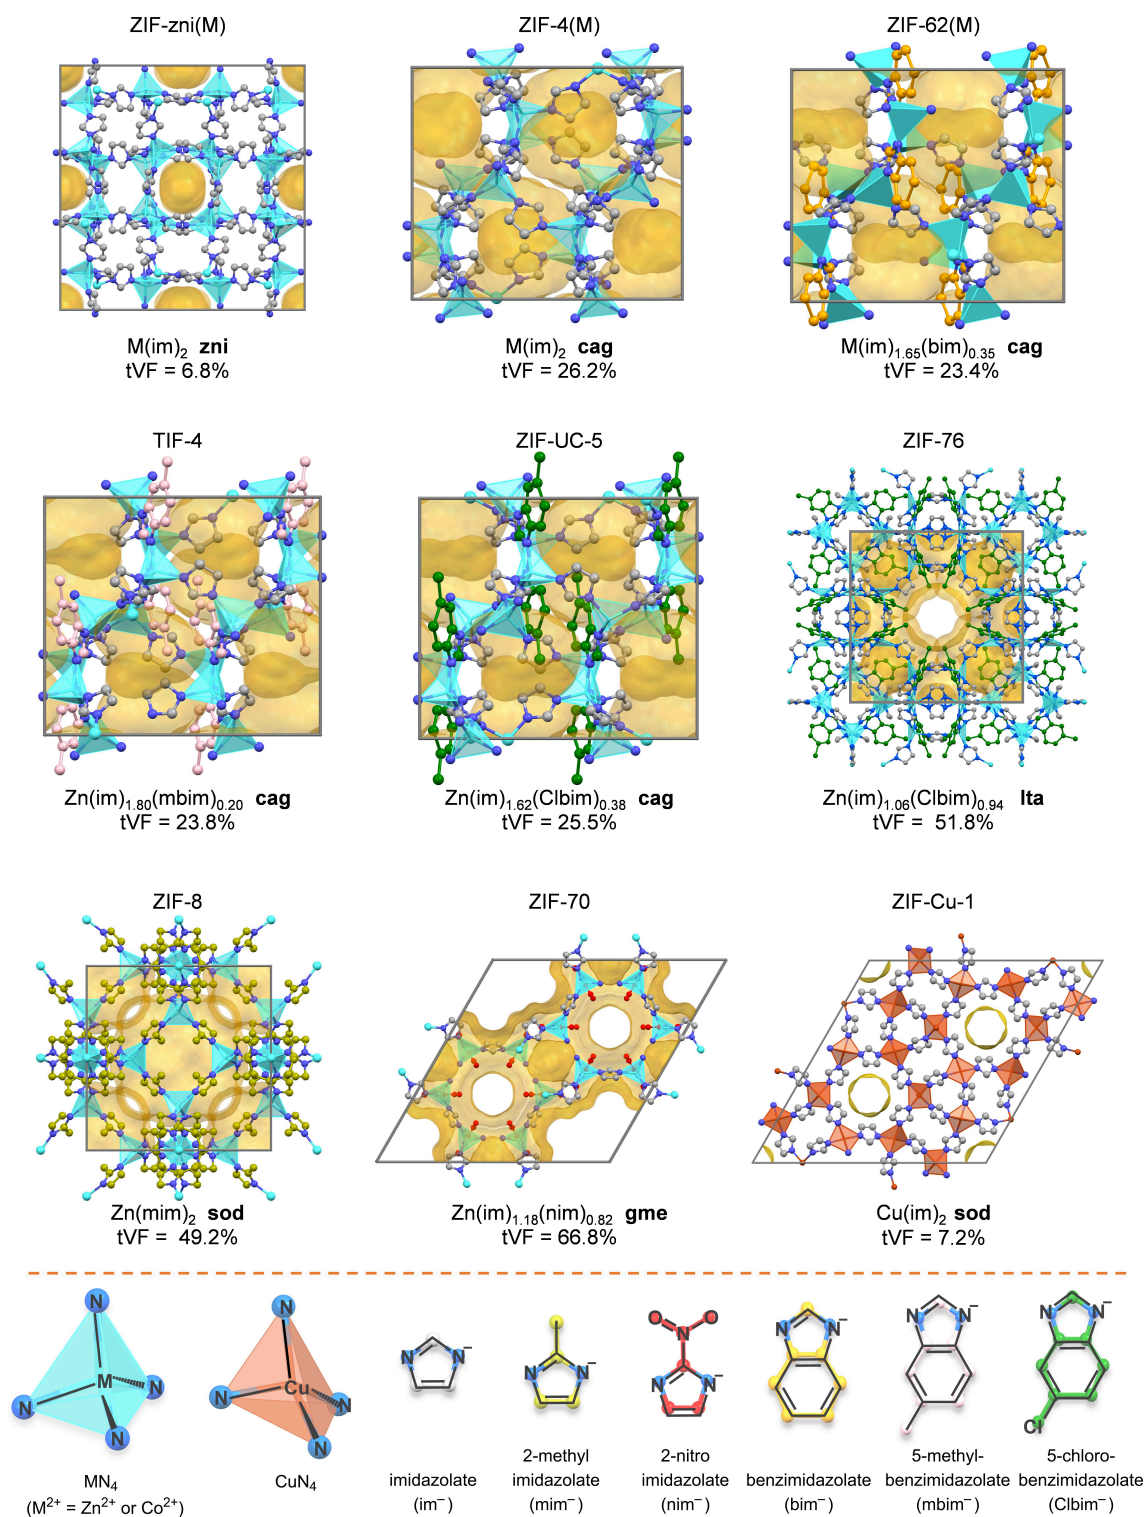 ZIF-zni(M) ZIF-4(M) ZIF-62(M)
M(im)₂ zni M(im)₂ cag M(im)₁.₆₅(bim)₀.₃₅ cag
tVF = 6.8% tVF = 26.2% tVF = 23.4%
TIF-4 ZIF-UC-5 ZIF-76
Zn(im)₁.₈₀(mbim)₀.₂₀ cag Zn(im)₁.₆₂(Clbim)₀.₃₈ cag Zn(im)₁.₀₆(Clbim)₀.₉₄ lta
tVF = 23.8% tVF = 25.5% tVF = 51.8%
ZIF-8 ZIF-70 ZIF-Cu-1
Zn(mim)₂ sod Zn(im)₁.₁₈(nim)₀.₈₂ gme Cu(im)₂ sod
tVF = 49.2% tVF = 66.8% tVF = 7.2%
N N O O N N⁻ N N⁻ N N⁻
N N⁻ N N⁻ N
M N Cu N N N⁻
N N N N
Cl
MN₄ CuN₄ imidazolate 2-methyl imidazolate 2-nitro imidazolate benzimidazolate 5-methyl-benzimidazolate 5-chloro-benzimidazolate
(M²⁺ = Zn²⁺ or Co²⁺) (im⁻) (mim⁻) (nim⁻) (bim⁻) (mbim⁻) (Clbim⁻)